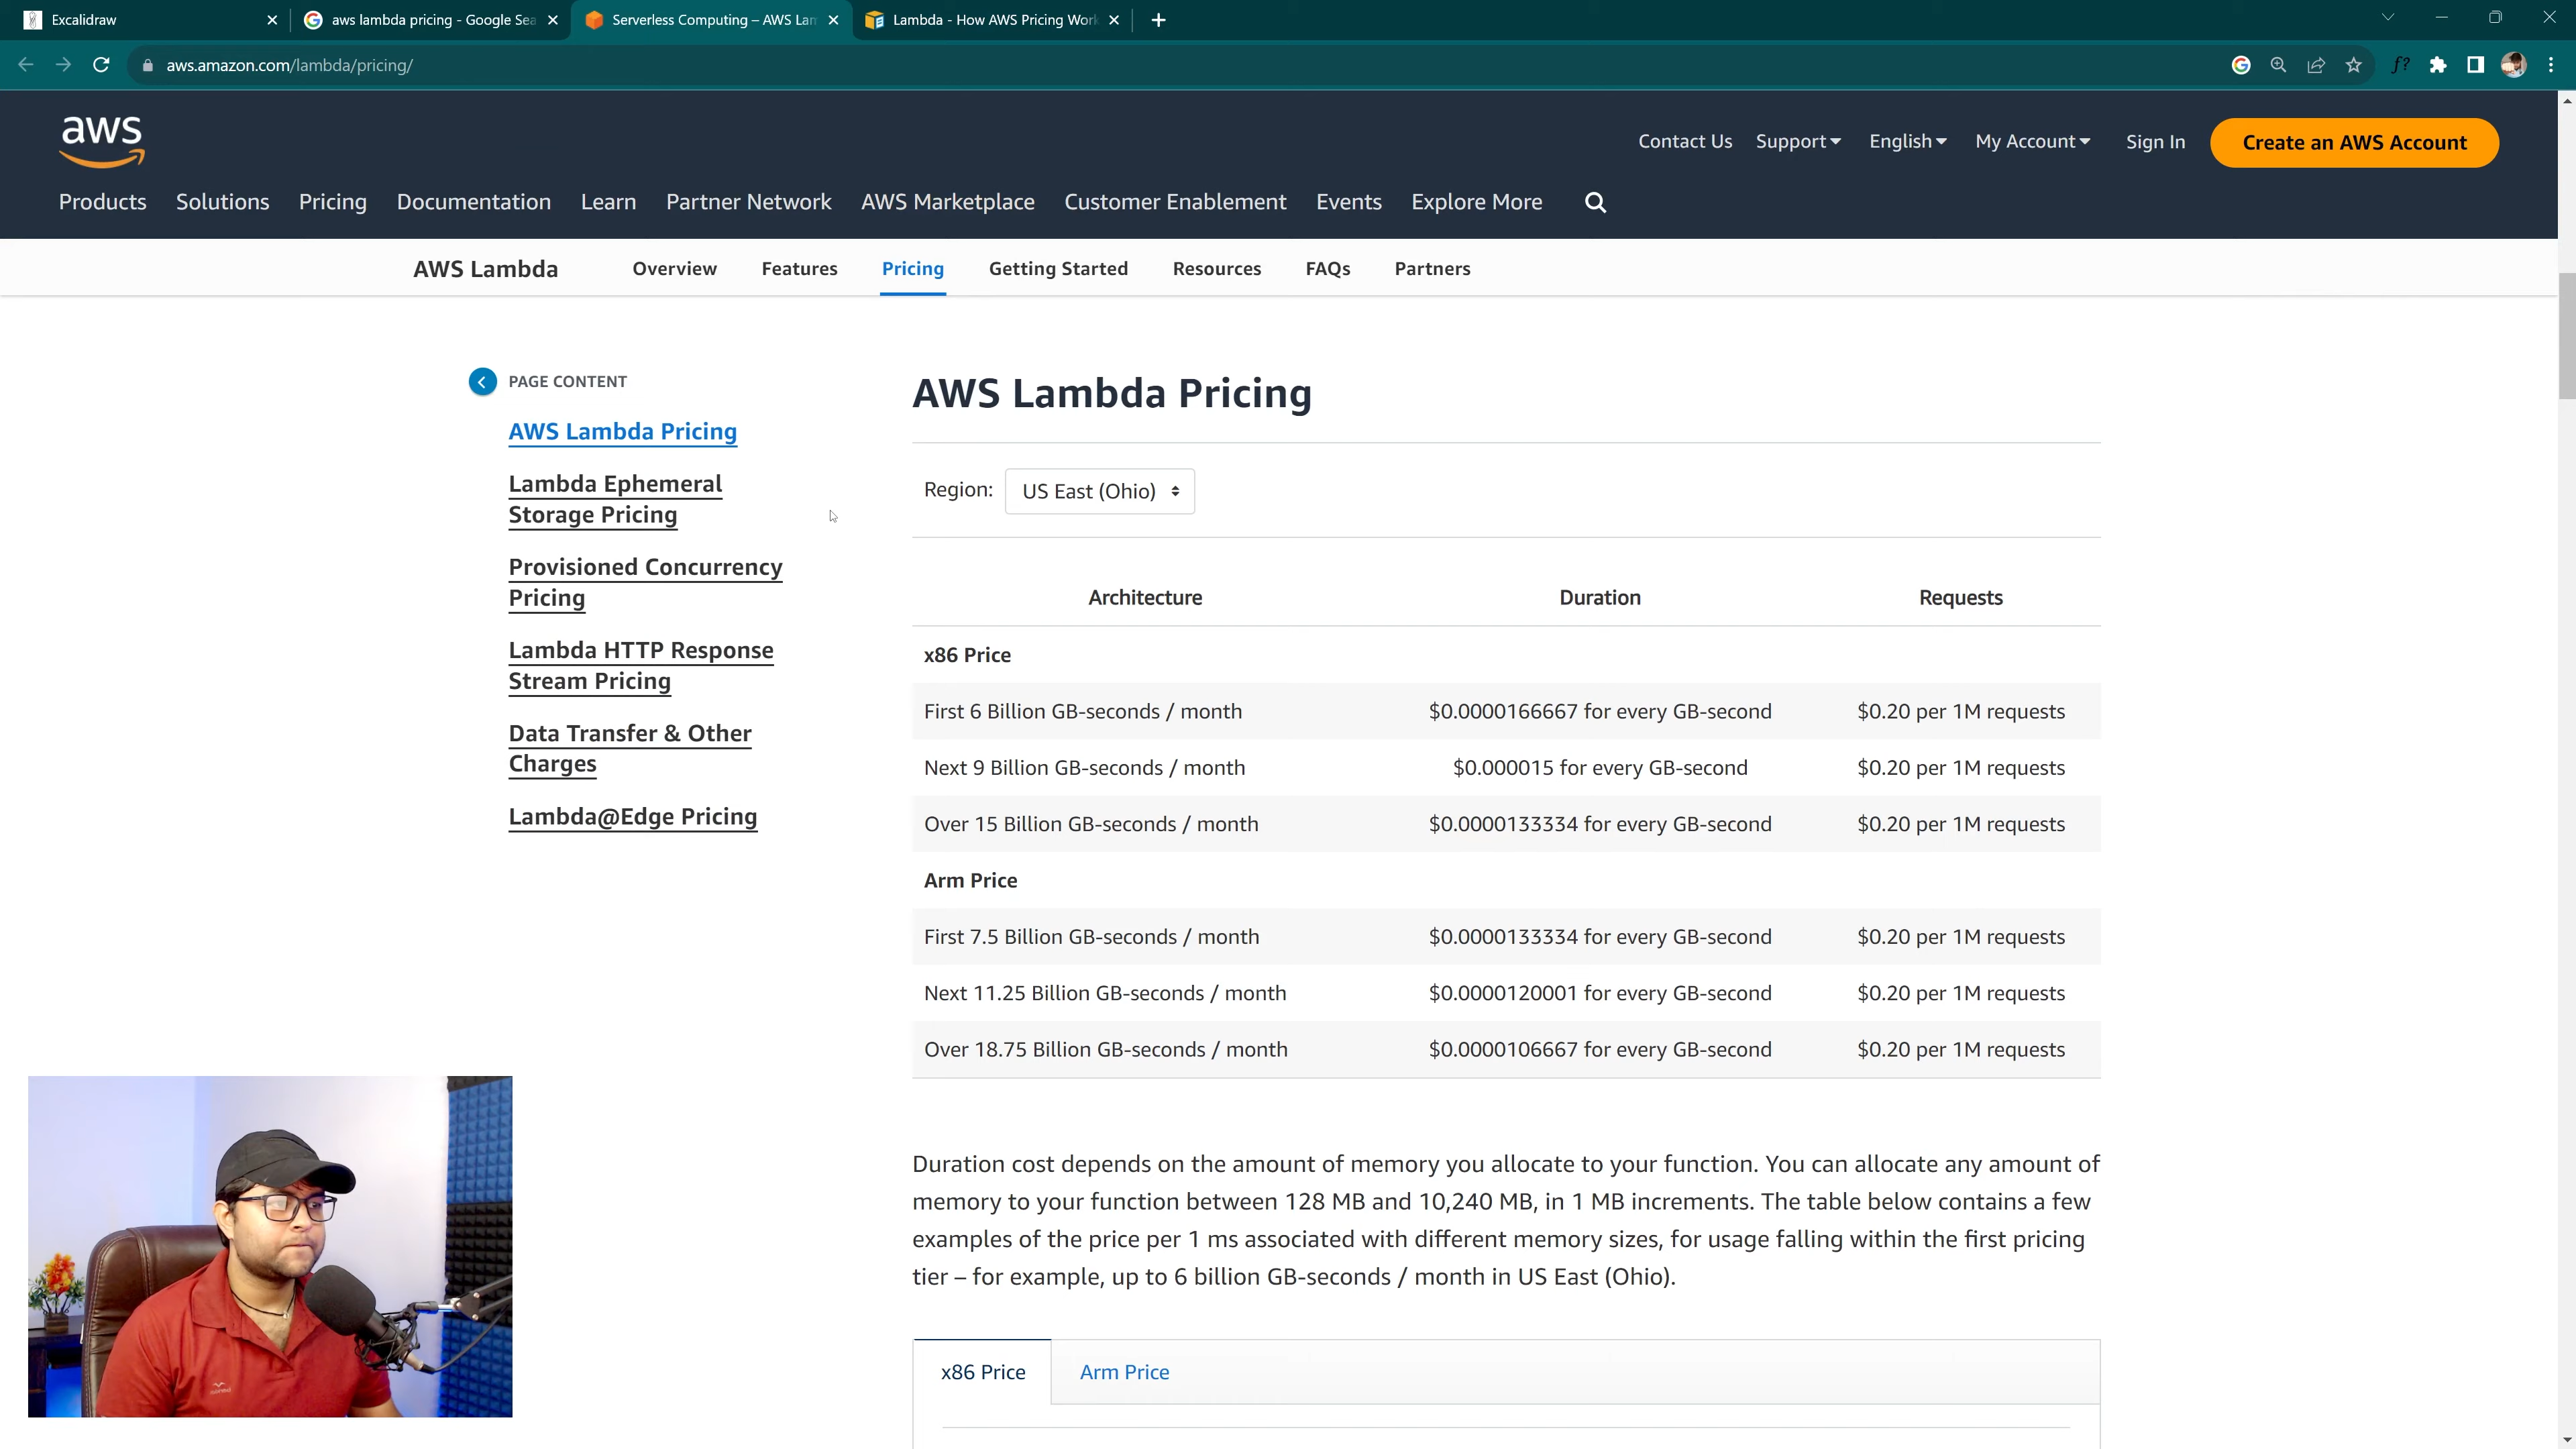 Excalidraw
aws lambda pricing - Google Sea
Serverless Computing – AWS Lam
Lambda - How AWS Pricing Work
aws.amazon.com/lambda/pricing/
aws
Contact Us Support English My Account Sign In Create an AWS Account
Products Solutions Pricing Documentation Learn Partner Network AWS Marketplace Customer Enablement Events Explore More
AWS Lambda Overview Features Pricing Getting Started Resources FAQs Partners
PAGE CONTENT
AWS Lambda Pricing
Lambda Ephemeral
Storage Pricing
Provisioned Concurrency
Pricing
Lambda HTTP Response
Stream Pricing
Data Transfer & Other
Charges
Lambda@Edge Pricing
AWS Lambda Pricing
Region: US East (Ohio)
Architecture Duration Requests
x86 Price
First 6 Billion GB-seconds / month $0.0000166667 for every GB-second $0.20 per 1M requests
Next 9 Billion GB-seconds / month $0.000015 for every GB-second $0.20 per 1M requests
Over 15 Billion GB-seconds / month $0.0000133334 for every GB-second $0.20 per 1M requests
Arm Price
First 7.5 Billion GB-seconds / month $0.0000133334 for every GB-second $0.20 per 1M requests
Next 11.25 Billion GB-seconds / month $0.0000120001 for every GB-second $0.20 per 1M requests
Over 18.75 Billion GB-seconds / month $0.0000106667 for every GB-second $0.20 per 1M requests
Duration cost depends on the amount of memory you allocate to your function. You can allocate any amount of
memory to your function between 128 MB and 10,240 MB, in 1 MB increments. The table below contains a few
examples of the price per 1 ms associated with different memory sizes, for usage falling within the first pricing
tier – for example, up to 6 billion GB-seconds / month in US East (Ohio).
x86 Price Arm Price